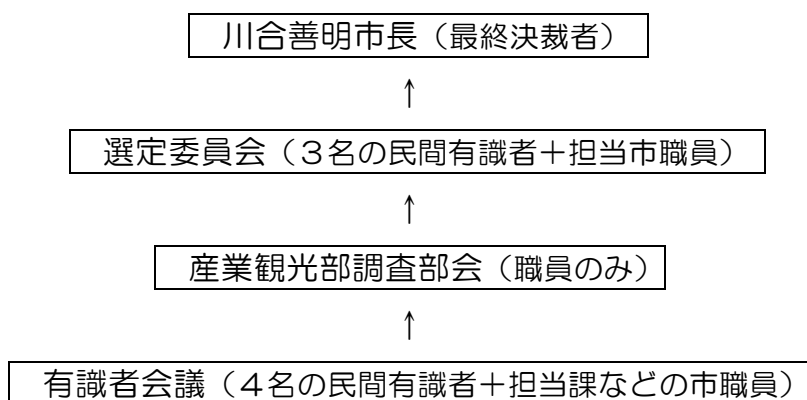 川合善明市長（最終決裁者）
↑
選定委員会（３名の民間有識者＋担当市職員）
↑
産業観光部調査部会（職員のみ）
↑
有識者会議（４名の民間有識者＋担当課などの市職員）